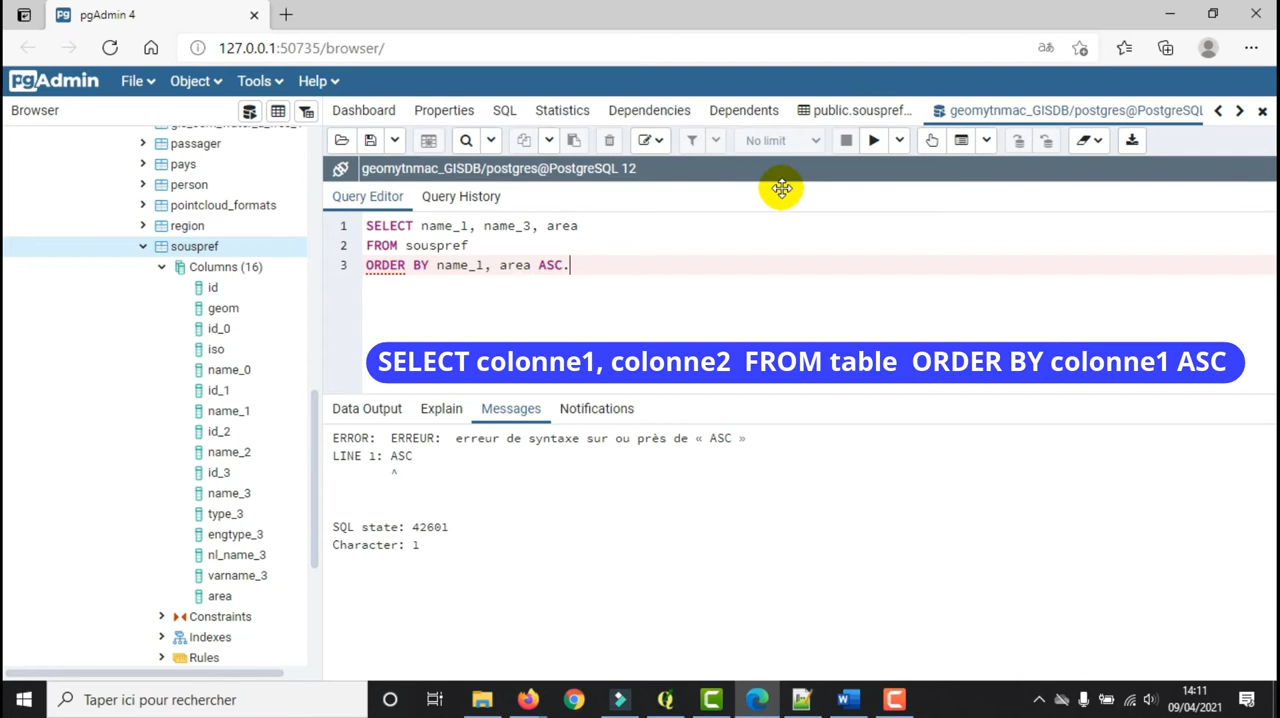 pgAdmin 4
127.0.0.1:50735/browser/
pgAdmin File Object Tools Help
Browser
Dashboard Properties SQL Statistics Dependencies Dependents public.souspref... geomytnmac_GISDB/postgres@PostgreSQL
passager
pays
person
pointcloud_formats
region
souspref
Columns (16)
id
geom
id_0
iso
name_0
id_1
name_1
id_2
name_2
id_3
name_3
type_3
engtype_3
nl_name_3
varname_3
area
Constraints
Indexes
Rules
No limit
geomytnmac_GISDB/postgres@PostgreSQL 12
Query Editor Query History
1 SELECT name_1, name_3, area
2 FROM souspref
3 ORDER BY name_1, area ASC.
SELECT colonne1, colonne2 FROM table ORDER BY colonne1 ASC
Data Output Explain Messages Notifications
ERROR: ERREUR: erreur de syntaxe sur ou près de « ASC »
LINE 1: ASC
^
SQL state: 42601
Character: 1
Taper ici pour rechercher
14:11
09/04/2021